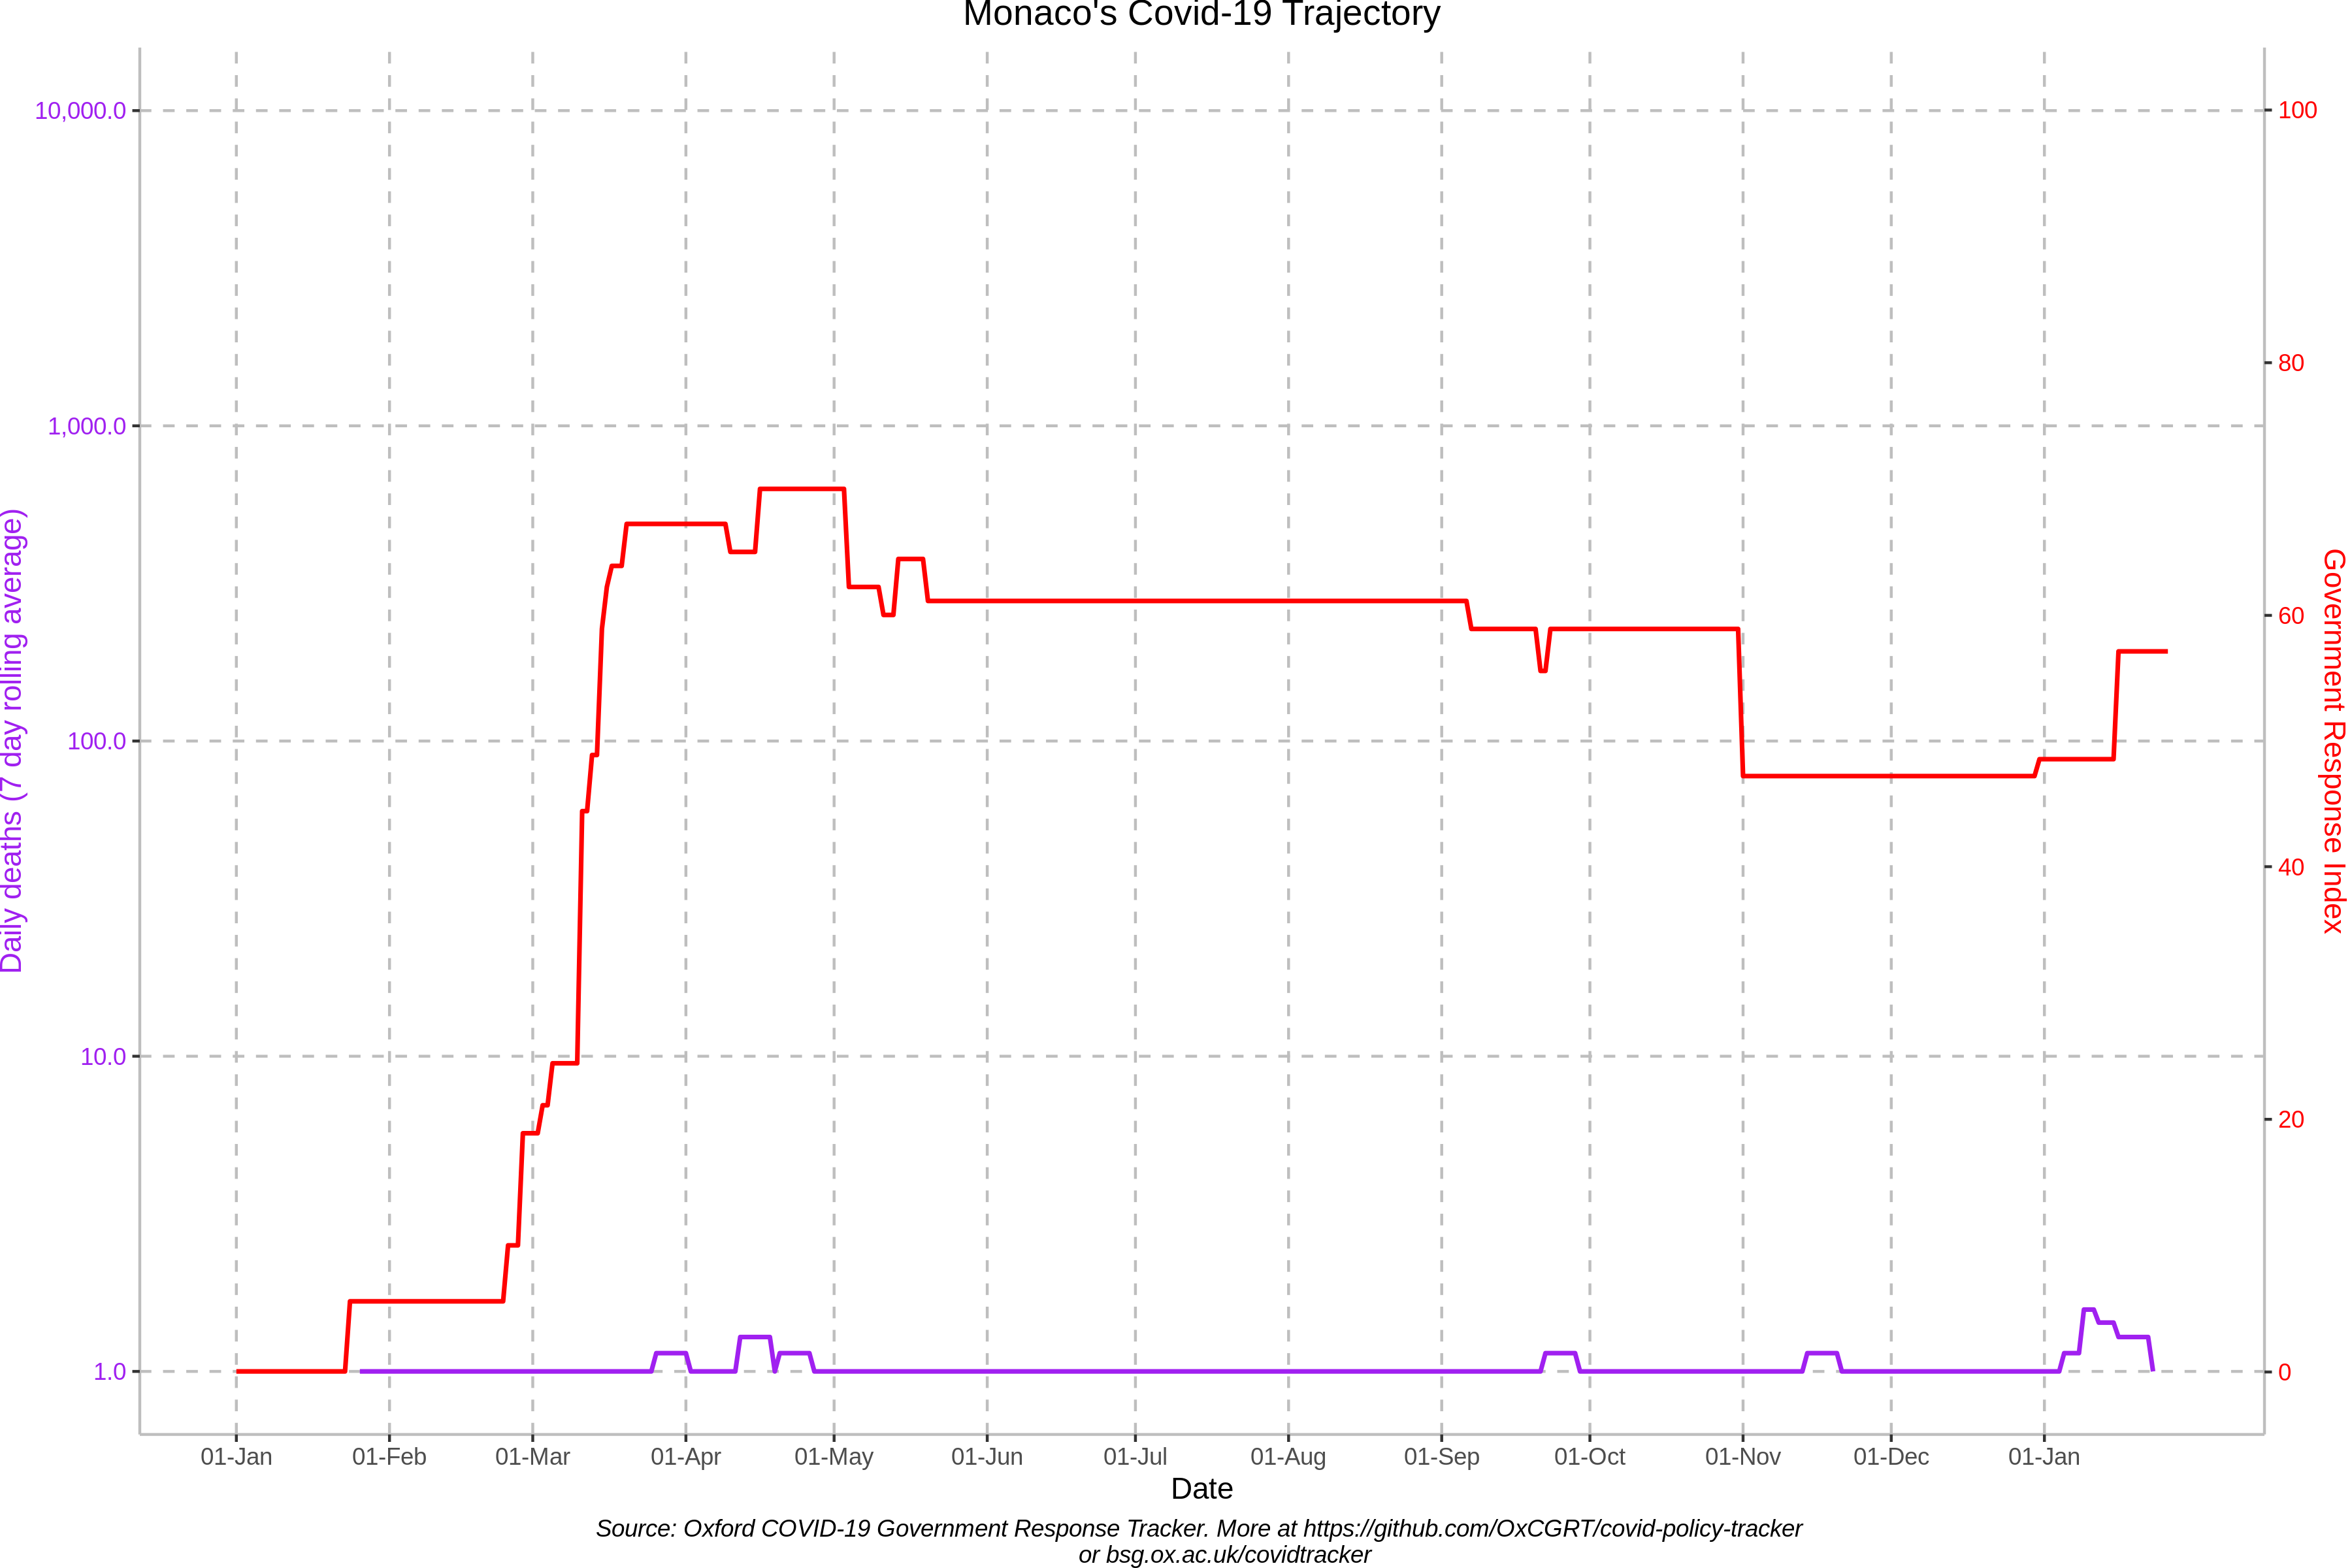 Monaco's Covid-19 Trajectory
10,000.0
1,000.0
100.0
10.0
1.0
Daily deaths (7 day rolling average)
100
80
60
40
20
0
Government Response Index
01-Jan 01-Feb 01-Mar 01-Apr 01-May 01-Jun 01-Jul 01-Aug 01-Sep 01-Oct 01-Nov 01-Dec 01-Jan
Date
Source: Oxford COVID-19 Government Response Tracker. More at https://github.com/OxCGRT/covid-policy-tracker
or bsg.ox.ac.uk/covidtracker